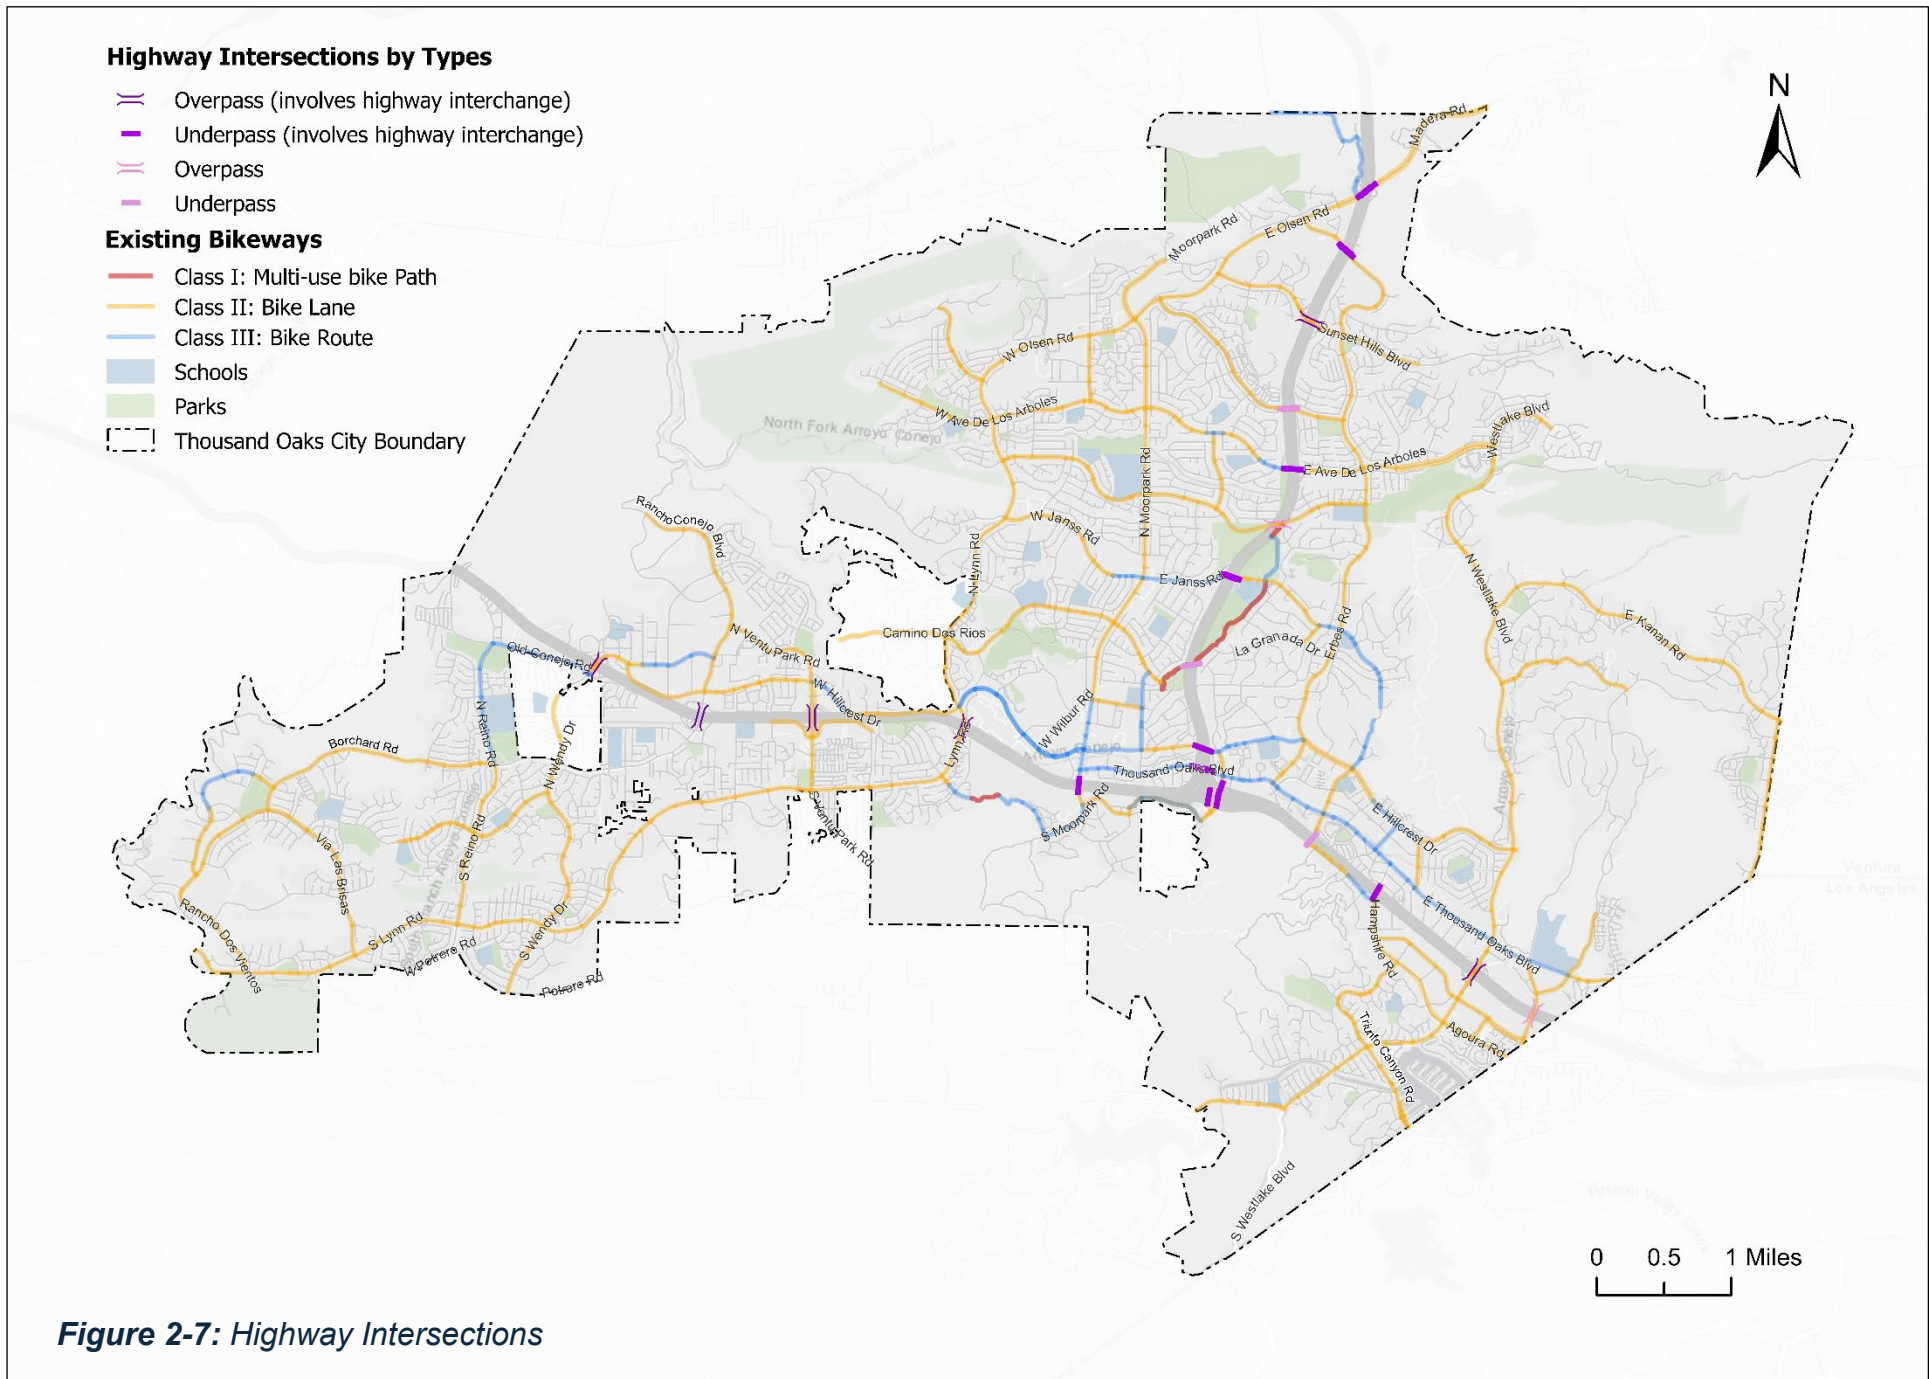 Highway Intersections by Types
Overpass (involves highway interchange)
Underpass (involves highway interchange)
Overpass
Underpass
Existing Bikeways
Class I: Multi-use bike Path
Class II: Bike Lane
Class III: Bike Route
Schools
Parks
Thousand Oaks City Boundary
N
Madera Rd
Moorpark Rd
E Olsen Rd
Sunset Hills Blvd
W Olsen Rd
W Ave De Los Arboles
North Fork Arroyo Conejo
Westlake Blvd
E Ave De Los Arboles
N Moorpark Rd
Rancho Conejo Blvd
W Janss Rd
N Lynn Rd
E Janss Rd
N Westlake Blvd
E Kanan Rd
Camino Dos Rios
N Ventu Park Rd
La Granada Dr
Erbes Rd
Old Conejo Rd
W Hillcrest Dr
W Wilbur Rd
N Reino Rd
Borchard Rd
N Wendy Dr
Lynn Rd
Thousand Oaks Blvd
S Moorpark Rd
S Ventu Park Rd
E Hillcrest Dr
Arroyo Conejo
Via Las Brisas
S Reino Rd
Ventura
Los Angeles
Rancho Dos Vientos
S Lynn Rd
W Potrero Rd
S Wendy Dr
Potrero Rd
Hampshire Rd
E Thousand Oaks Blvd
Triunfo Canyon Rd
Agoura Rd
S Westlake Blvd
0 0.5 1 Miles
Figure 2-7: Highway Intersections